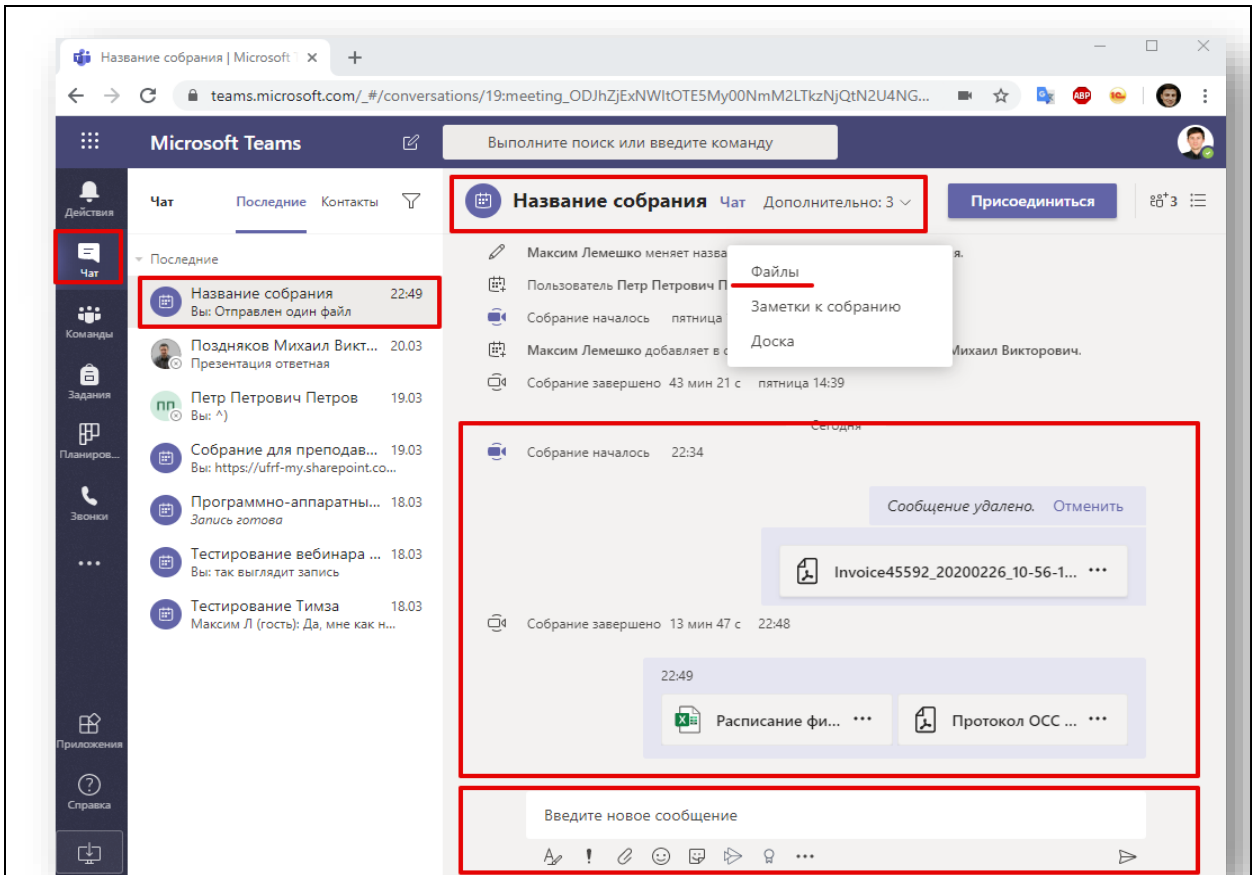 Название собрания | Microsoft T
teams.microsoft.com/_#/conversations/19:meeting_ODJhZjExNWItOTE5My00NmM2LTkzNjQtN2U4NG...
ABP
1С
Microsoft Teams
Выполните поиск или введите команду
Действия
Чат
Команды
Задания
Планиров...
Звонки
Приложения
Справка
Чат Последние Контакты
Последние
Название собрания 22:49
Вы: Отправлен один файл
Поздняков Михаил Викт... 20.03
Презентация ответная
ПП
Петр Петрович Петров 19.03
Вы: ^)
Собрание для преподав... 19.03
Вы: https://ufrf-my.sharepoint.co...
Программно-аппаратны... 18.03
Запись готова
Тестирование вебинара ... 18.03
Вы: так выглядит запись
Тестирование Тимза 18.03
Максим Л (гость): Да, мне как н...
Название собрания Чат Дополнительно: 3
Присоединиться
3
Файлы
Заметки к собранию
Доска
Максим Лемешко меняет назва я.
Пользователь Петр Петрович П
Собрание началось пятница
Максим Лемешко добавляет в с Михаил Викторович.
Собрание завершено 43 мин 21 с пятница 14:39
Сегодня
Собрание началось 22:34
Сообщение удалено. Отменить
Invoice45592_20200226_10-56-1... ...
Собрание завершено 13 мин 47 с 22:48
22:49
Расписание фи... ...
Протокол ОСС ... ...
Введите новое сообщение